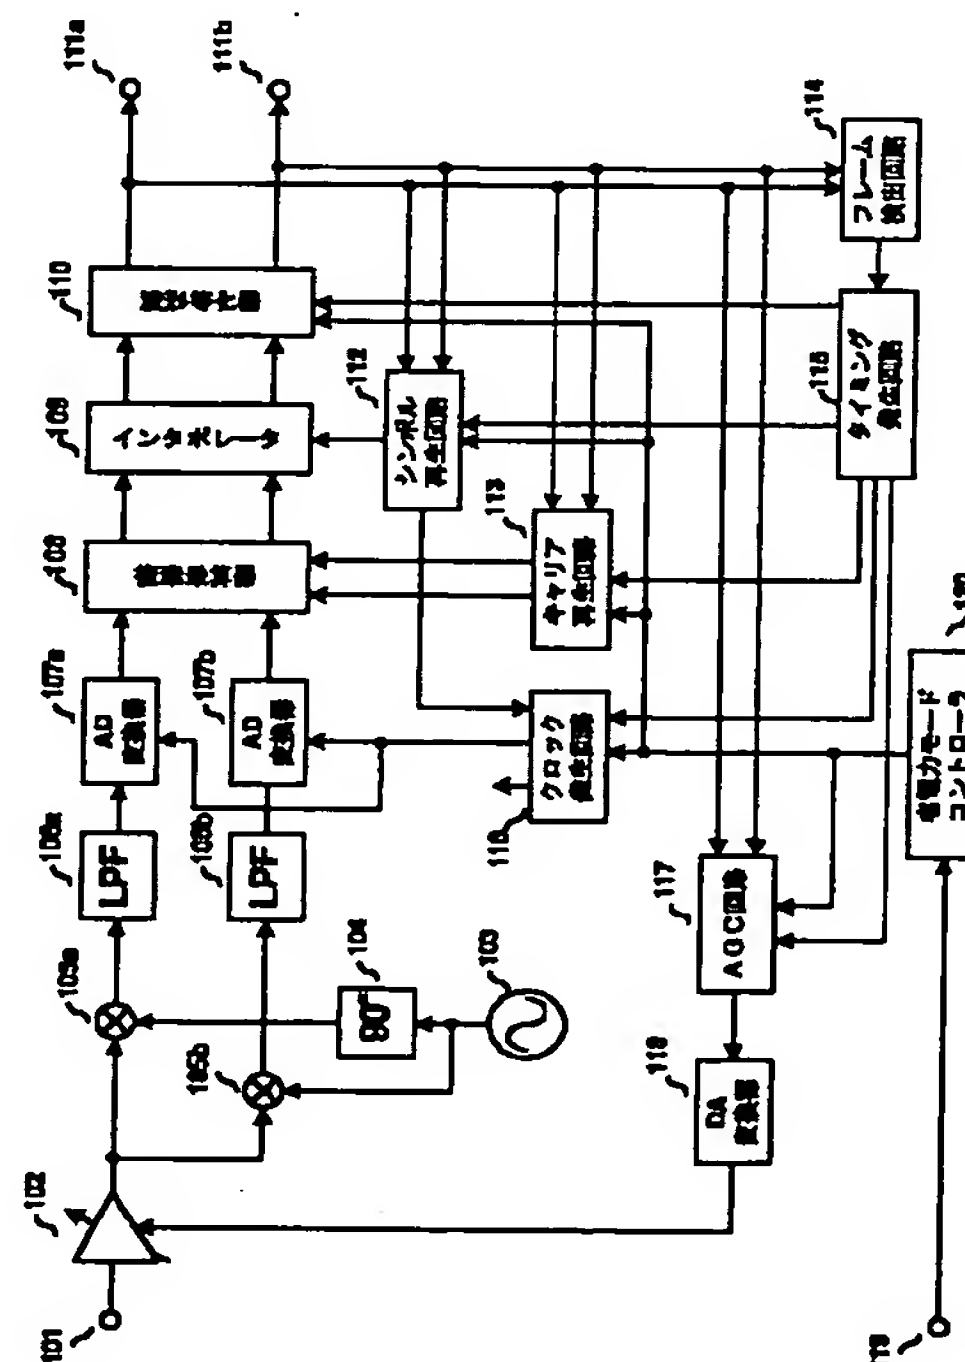 111a
111b
114
フレーム
検出回路
110
波形等化器
115
タイミング
発生回路
112
シンボル
再生回路
109
インタポレータ
113
キャリア
再生回路
108
複素乗算器
107a
AD
変換器
107b
AD
変換器
クロック
発生回路
116
省電力モード
コントローラ
120
106a
LPF
106b
LPF
117
AGC回路
105a
104
90°
103
105b
118
DA
変換器
102
101
119